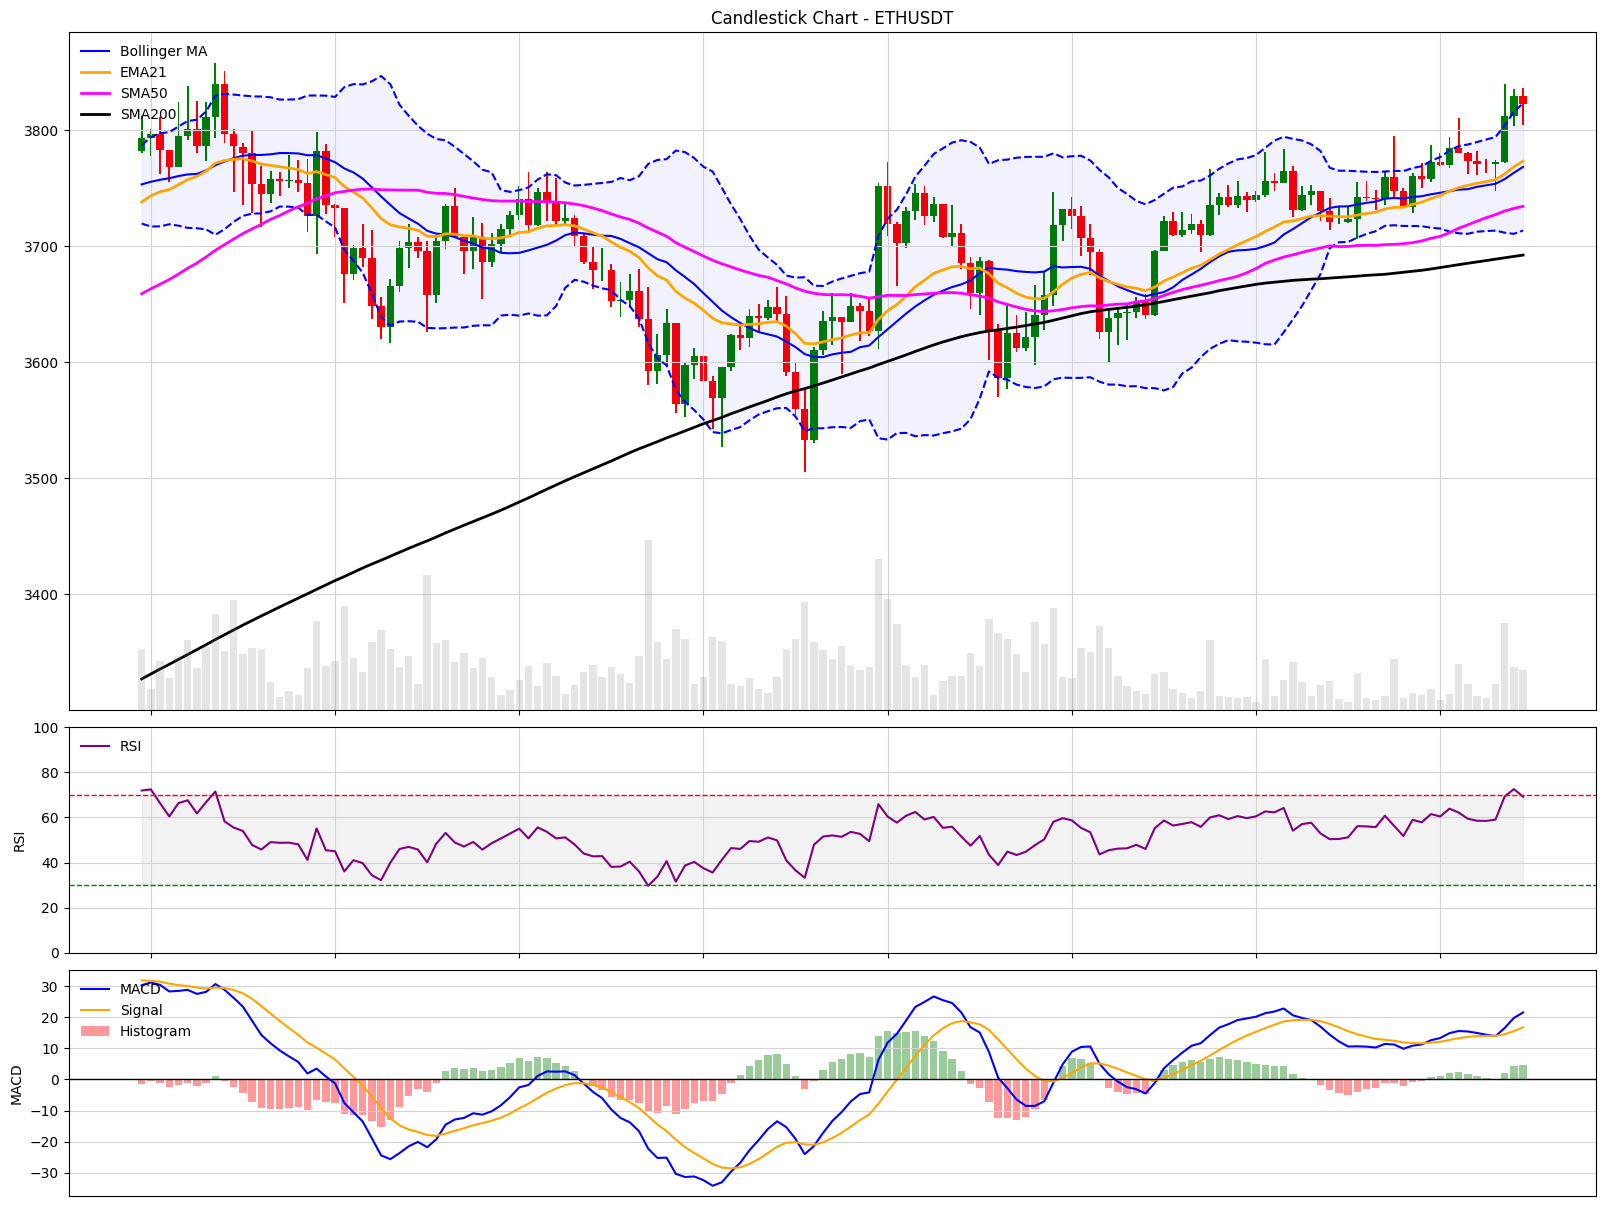 Candlestick Chart - ETHUSDT
Bollinger MA
EMA21
SMA50
SMA200
3800
3700
3600
3500
3400
RSI
100
80
60
40
20
0
RSI
MACD
Signal
Histogram
30
20
10
0
−10
−20
−30
MACD